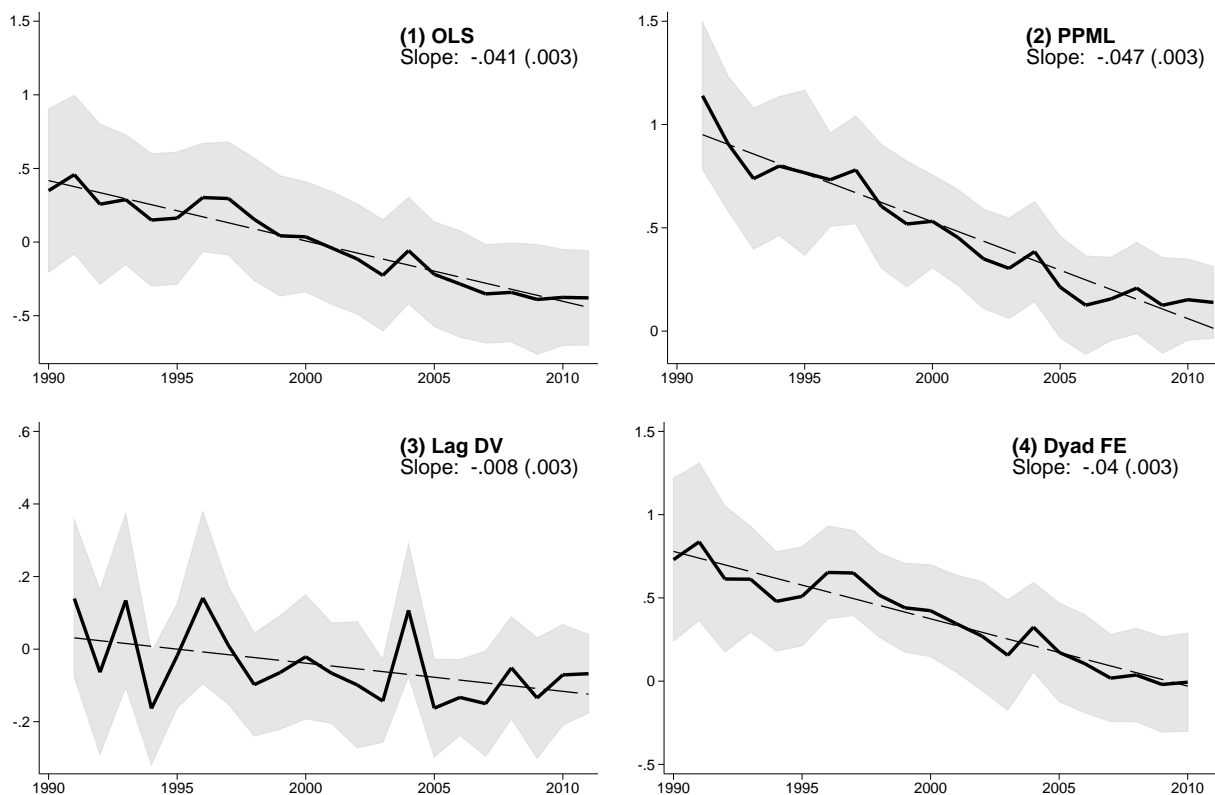 (1) OLS
Slope: -.041 (.003)
1.5
1
.5
0
-.5
1990 1995 2000 2005 2010
(2) PPML
Slope: -.047 (.003)
1.5
1
.5
0
1990 1995 2000 2005 2010
(3) Lag DV
Slope: -.008 (.003)
.6
.4
.2
0
-.2
1990 1995 2000 2005 2010
(4) Dyad FE
Slope: -.04 (.003)
1.5
1
.5
0
-.5
1990 1995 2000 2005 2010